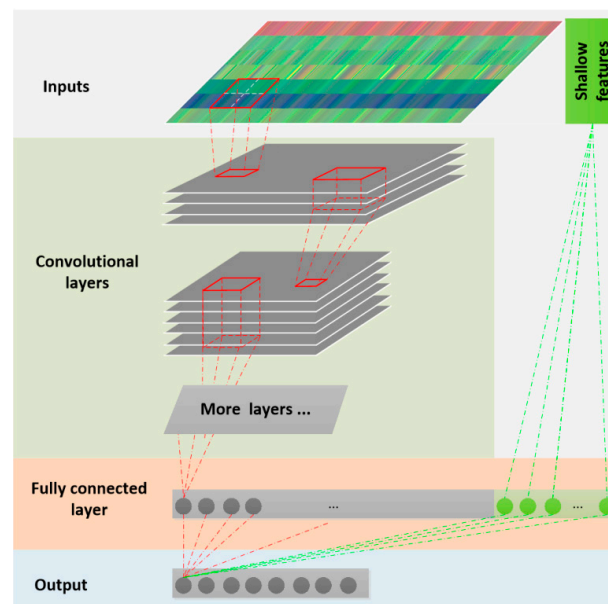 Inputs
Shallow
features
Convolutional
layers
More layers ...
Fully connected
layer
...
...
Output